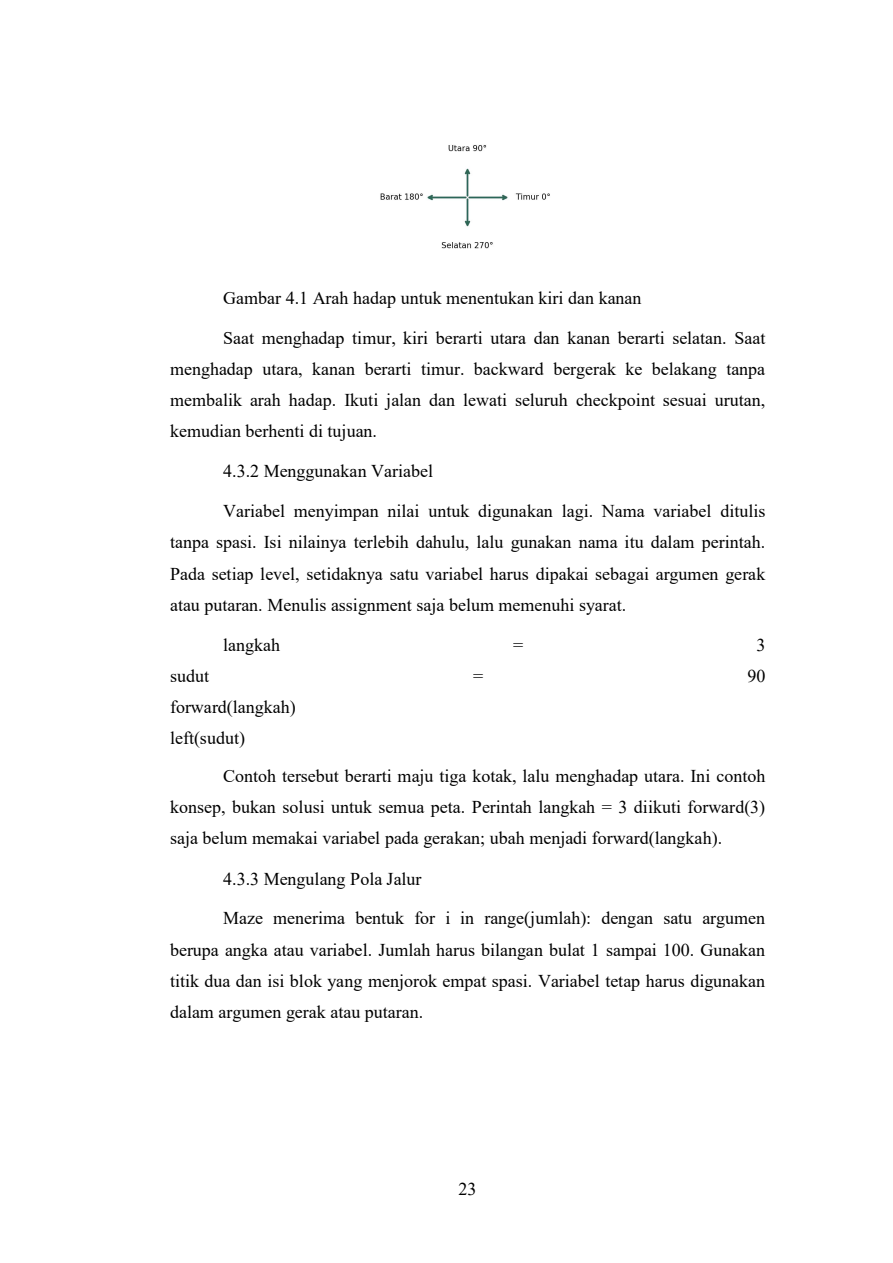 Utara 90°
Barat 180°
Timur 0°
Selatan 270°
Gambar 4.1 Arah hadap untuk menentukan kiri dan kanan
Saat menghadap timur, kiri berarti utara dan kanan berarti selatan. Saat
menghadap utara, kanan berarti timur. backward bergerak ke belakang tanpa
membalik arah hadap. Ikuti jalan dan lewati seluruh checkpoint sesuai urutan,
kemudian berhenti di tujuan.
4.3.2 Menggunakan Variabel
Variabel menyimpan nilai untuk digunakan lagi. Nama variabel ditulis
tanpa spasi. Isi nilainya terlebih dahulu, lalu gunakan nama itu dalam perintah.
Pada setiap level, setidaknya satu variabel harus dipakai sebagai argumen gerak
atau putaran. Menulis assignment saja belum memenuhi syarat.
langkah = 3
sudut = 90
forward(langkah)
left(sudut)
Contoh tersebut berarti maju tiga kotak, lalu menghadap utara. Ini contoh
konsep, bukan solusi untuk semua peta. Perintah langkah = 3 diikuti forward(3)
saja belum memakai variabel pada gerakan; ubah menjadi forward(langkah).
4.3.3 Mengulang Pola Jalur
Maze menerima bentuk for i in range(jumlah): dengan satu argumen
berupa angka atau variabel. Jumlah harus bilangan bulat 1 sampai 100. Gunakan
titik dua dan isi blok yang menjorok empat spasi. Variabel tetap harus digunakan
dalam argumen gerak atau putaran.
23